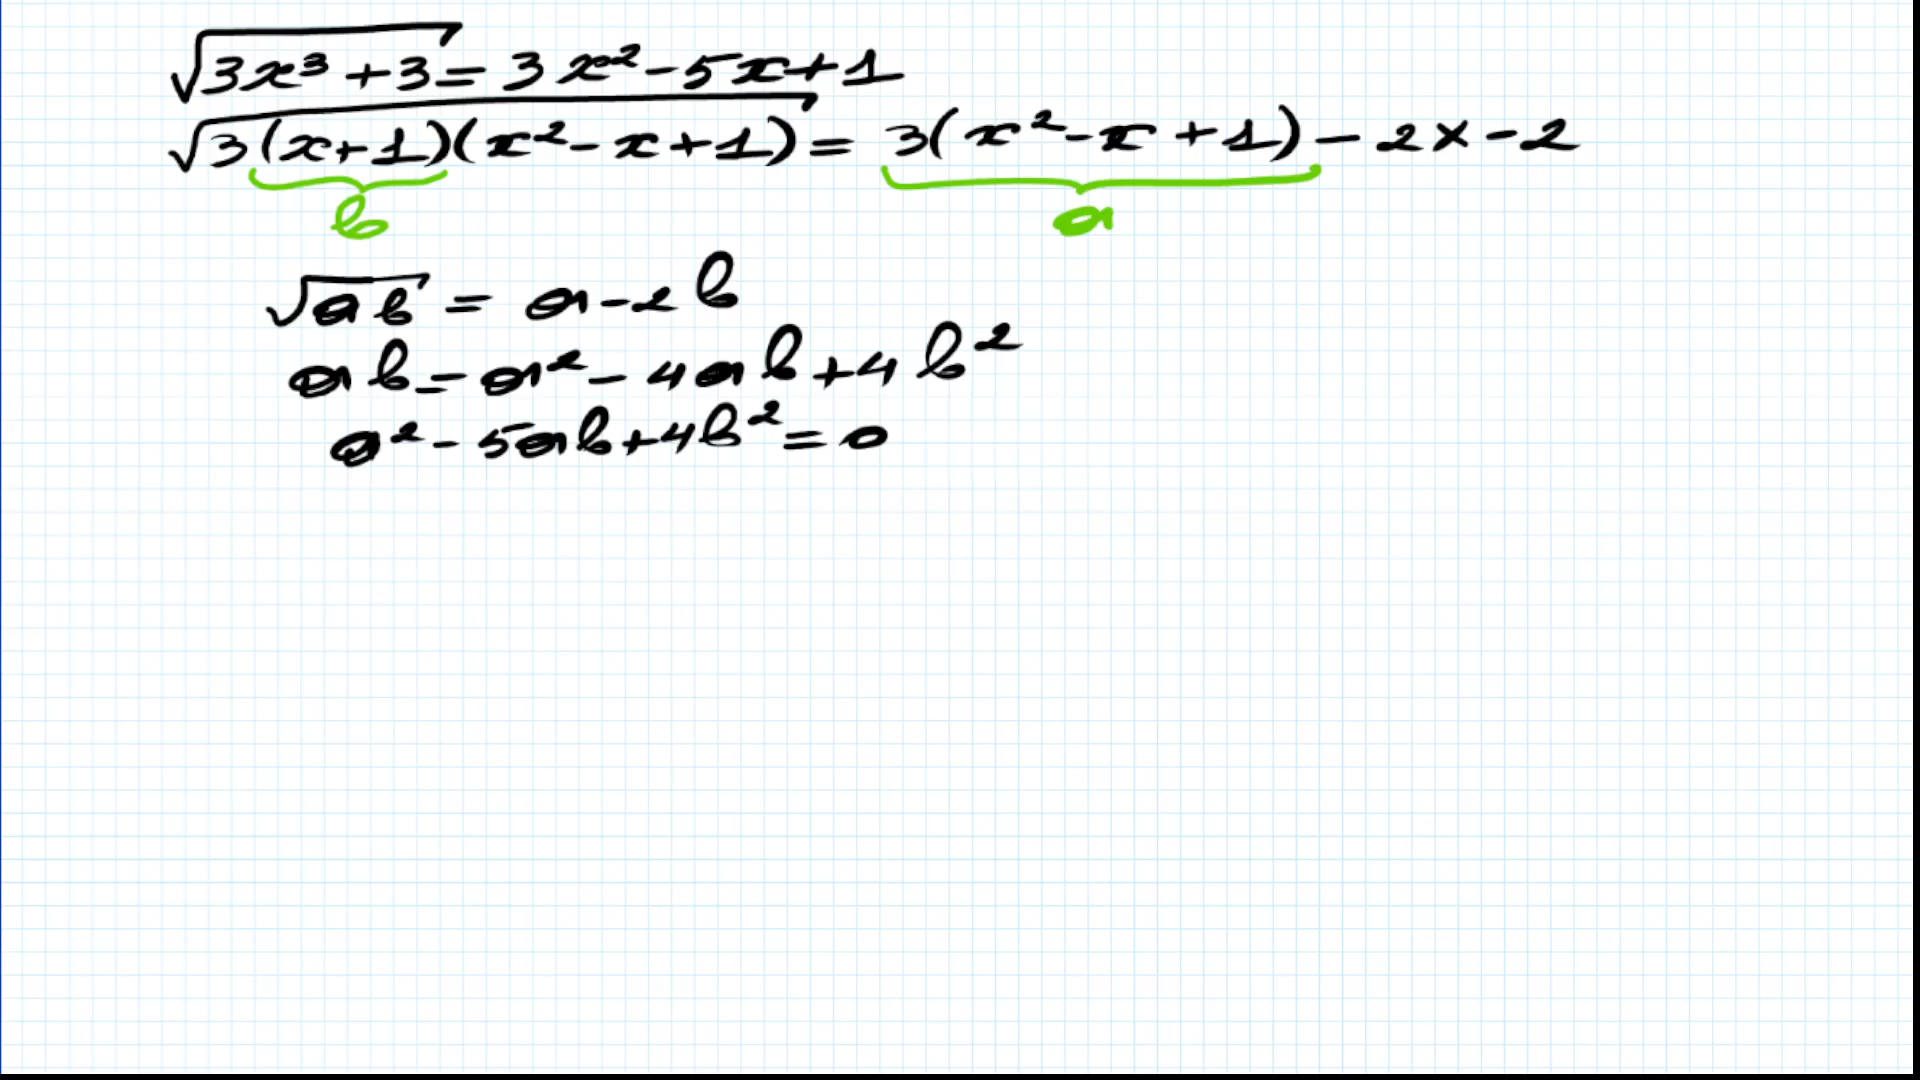 √(3x³+3) = 3x²-5x+1
√(3(x+1)(x²-x+1)) = 3(x²-x+1)-2x-2
b a
√(ab) = a-2b
ab = a²-4ab+4b²
a²-5ab+4b²=0